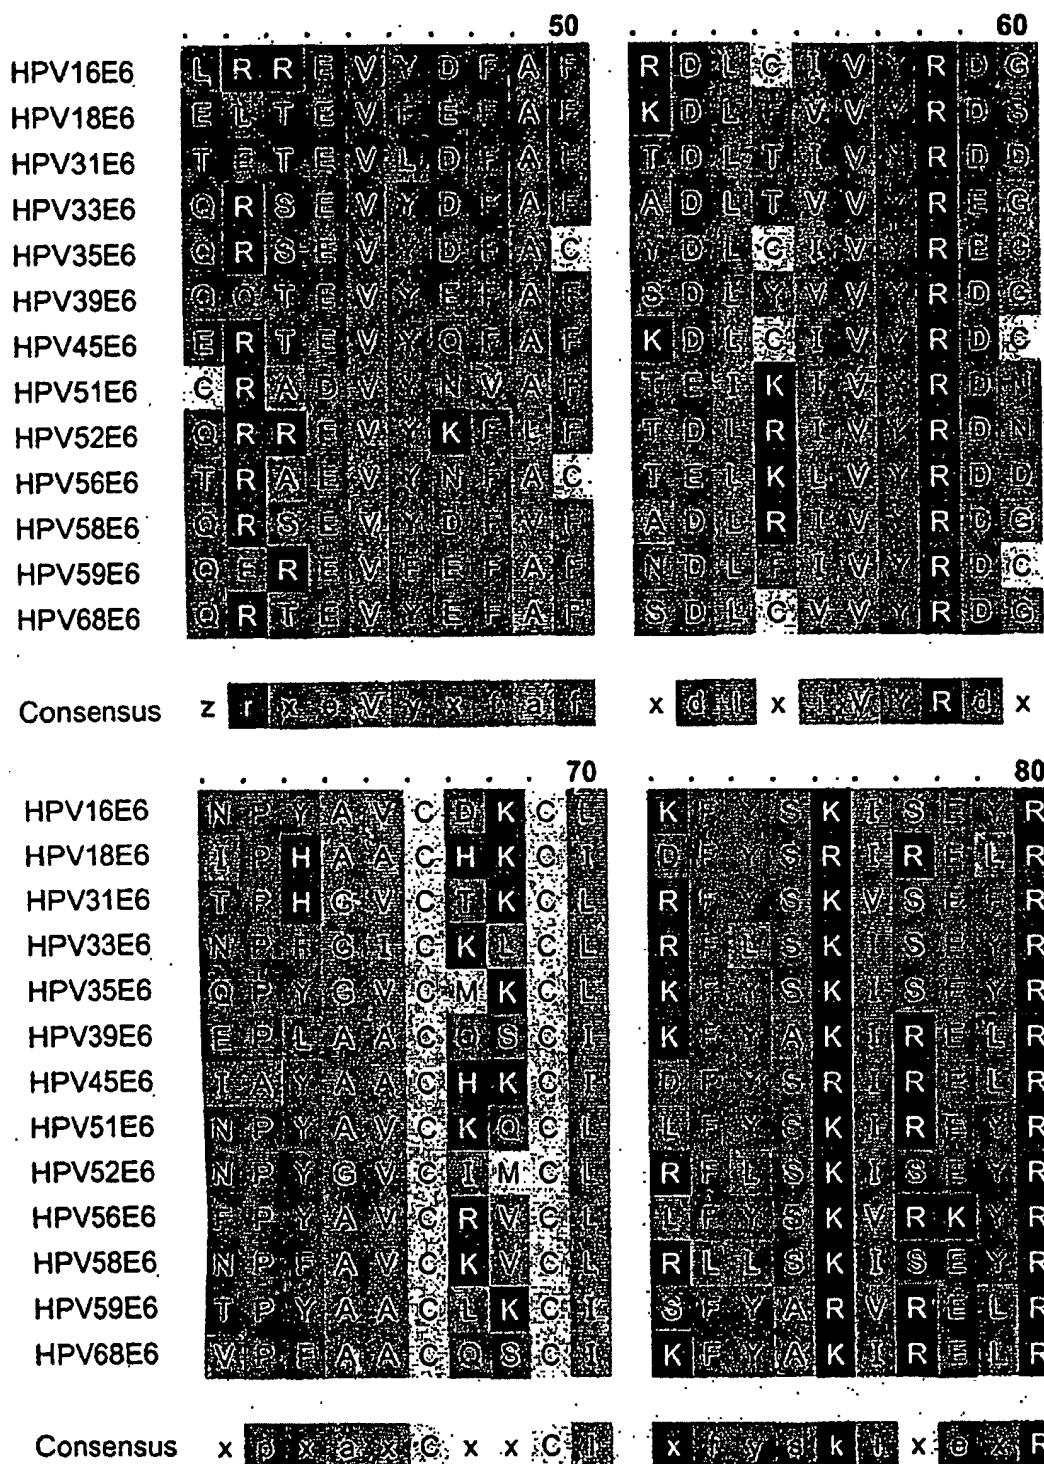 50 60
HPV16E6 L R R E V Y D F A F R D L C I V Y R D G
HPV18E6 E L T E V F E F A F K D L F V V Y R D S
HPV31E6 T E T E V L D F A F T D L T I V Y R D D
HPV33E6 Q R S E V Y D F A F A D L T V V Y R E G
HPV35E6 Q R S E V Y D F A C Y D L C I V Y R E G
HPV39E6 Q Q T E V Y E F A F S D L Y V V Y R D G
HPV45E6 E R T E V Y Q F A F K D L C I V Y R D C
HPV51E6 C R A D V Y N V A F T E I K I V Y R D
HPV52E6 Q R R E V Y K F L F T D L R I V Y R D N
HPV56E6 T R A E V Y N F A C T E L K L V Y R D D
HPV58E6 Q R S E V Y D F V F A D L R I V Y R D G
HPV59E6 Q E R E V F E F A F N D L F I V Y R D C
HPV68E6 Q R T E V Y E F A F S D L C V V Y R D G
Consensus z r x e V y x f a f x d l x I V Y R d x
70 80
HPV16E6 N P Y A V C D K C L K F Y S K I S E Y R
HPV18E6 I P H A A C H K C I D F Y S R I R E L R
HPV31E6 T P H G V C T K C L R F Y S K V S E F R
HPV33E6 N P F G I C K L C L R F L S K I S E Y R
HPV35E6 Q P Y G V C M K C L K F Y S K I S E Y R
HPV39E6 E P L A A C Q S C I K F Y A K I R E L R
HPV45E6 I A Y A A C H K C I D F Y S R I R E L R
HPV51E6 N P Y A V C K Q C L L F Y S K I R E Y R
HPV52E6 N P Y G V C I M C L R F L S K I S E Y R
HPV56E6 F P Y A V C R V C L L F Y S K V R K Y R
HPV58E6 N P F A V C K V C L R L L S K I S E Y R
HPV59E6 T P Y A A C L K C I S F Y A R V R E L R
HPV68E6 V P F A A C Q S C I K F Y A K I R E L R
Consensus x p x a x C x x C l x f y s k i x e x R